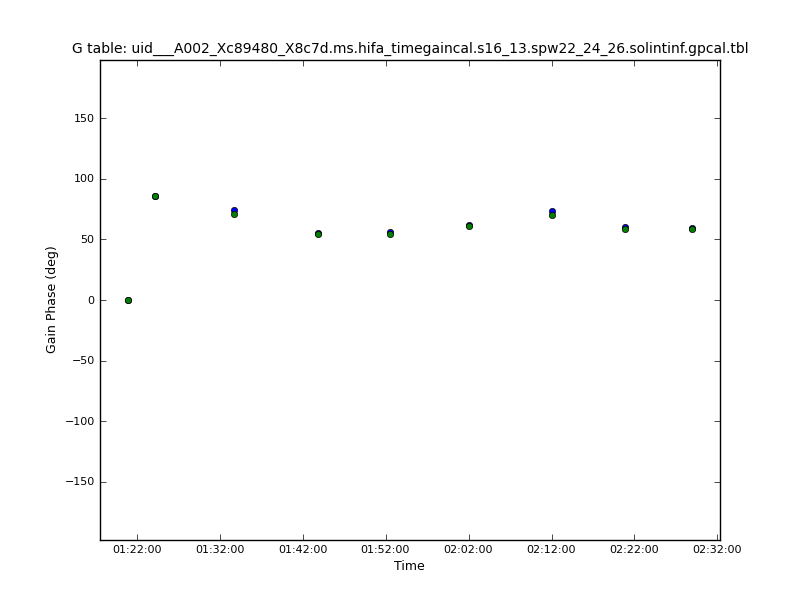 G table: uid___A002_Xc89480_X8c7d.ms.hifa_timegaincal.s16_13.spw22_24_26.solintinf.gpcal.tbl
150
100
50
0
−50
−100
−150
Gain Phase (deg)
01:22:00 01:32:00 01:42:00 01:52:00 02:02:00 02:12:00 02:22:00 02:32:00
Time